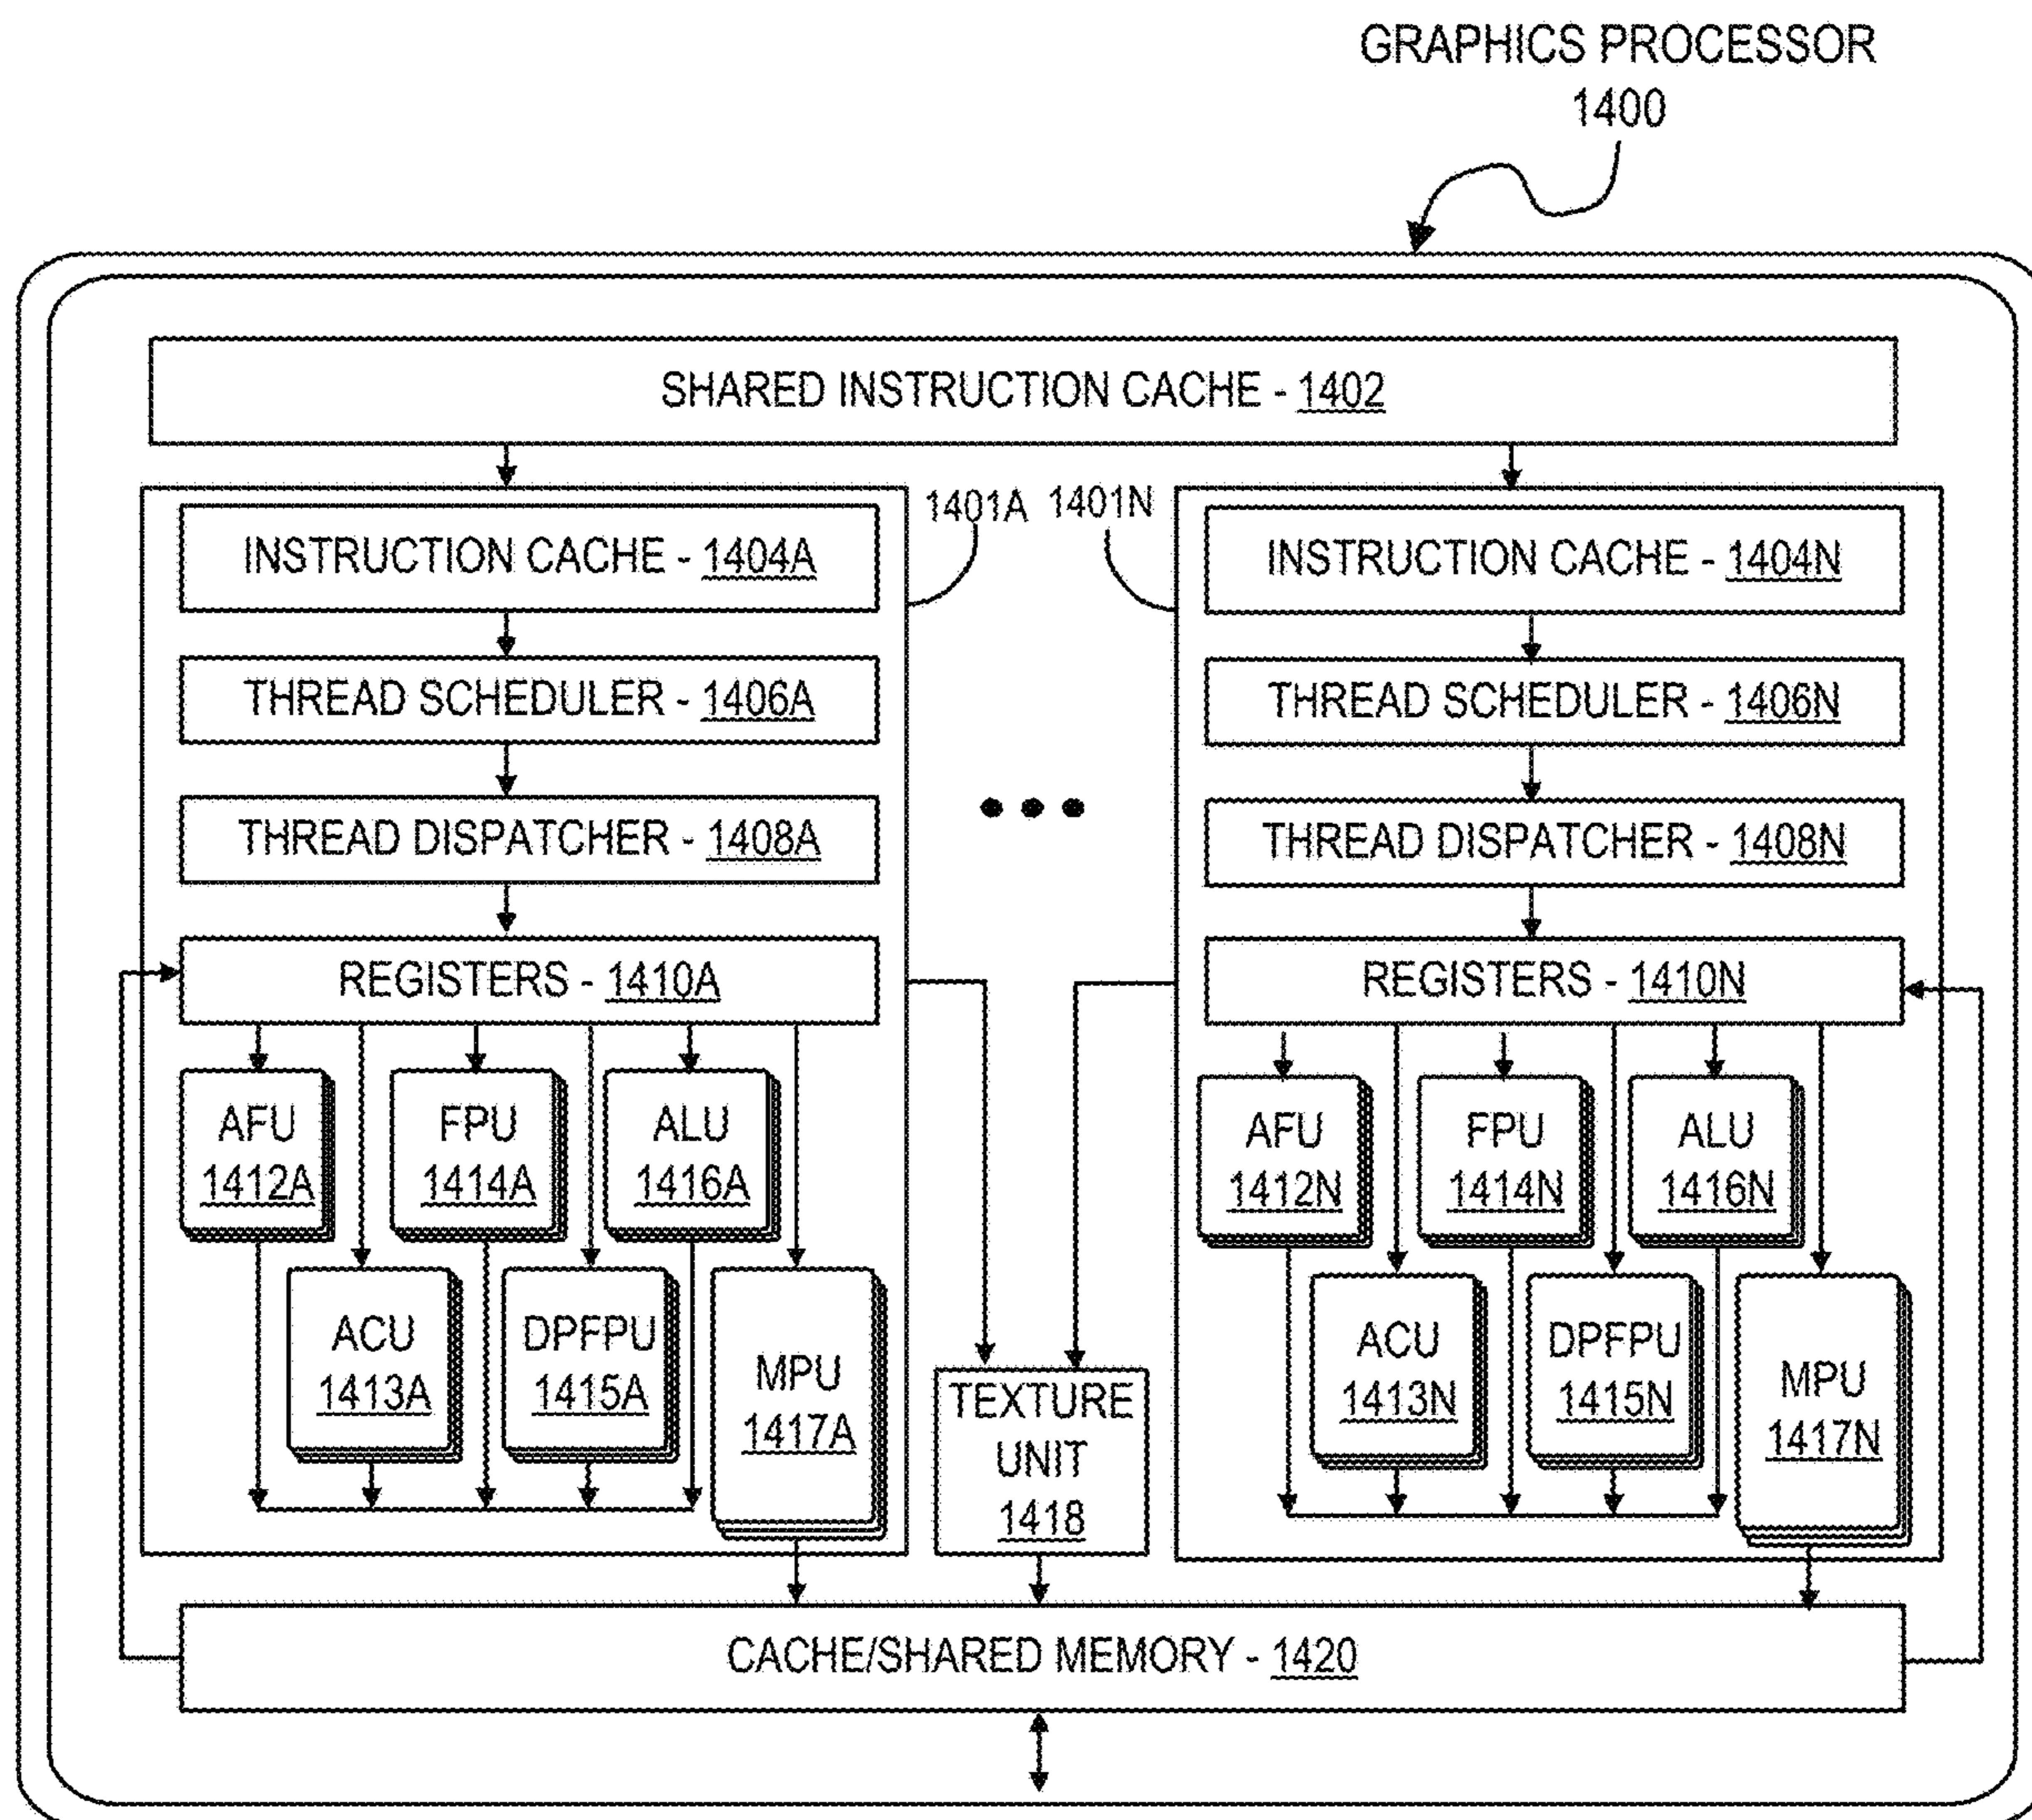 GRAPHICS PROCESSOR
1400
SHARED INSTRUCTION CACHE - 1402
1401A
1401N
INSTRUCTION CACHE - 1404A
THREAD SCHEDULER - 1406A
THREAD DISPATCHER - 1408A
REGISTERS - 1410A
AFU
1412A
FPU
1414A
ALU
1416A
ACU
1413A
DPFPU
1415A
MPU
1417A
TEXTURE
UNIT
1418
INSTRUCTION CACHE - 1404N
THREAD SCHEDULER - 1406N
THREAD DISPATCHER - 1408N
REGISTERS - 1410N
AFU
1412N
FPU
1414N
ALU
1416N
ACU
1413N
DPFPU
1415N
MPU
1417N
CACHE/SHARED MEMORY - 1420